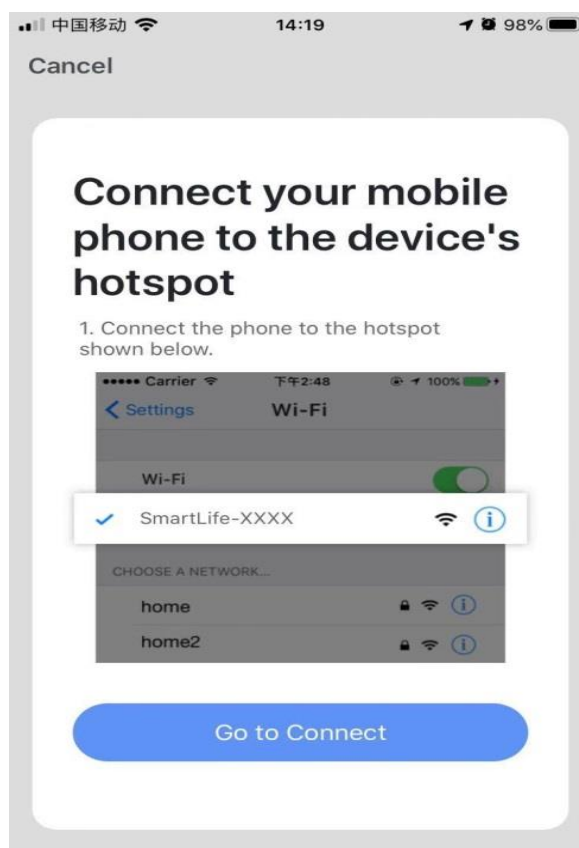 中国移动 14:19 98%
Cancel
Connect your mobile
phone to the device's
hotspot
1. Connect the phone to the hotspot
shown below.
Carrier 下午2:48 100%
Settings Wi-Fi
Wi-Fi
SmartLife-XXXX
CHOOSE A NETWORK...
home
home2
Go to Connect